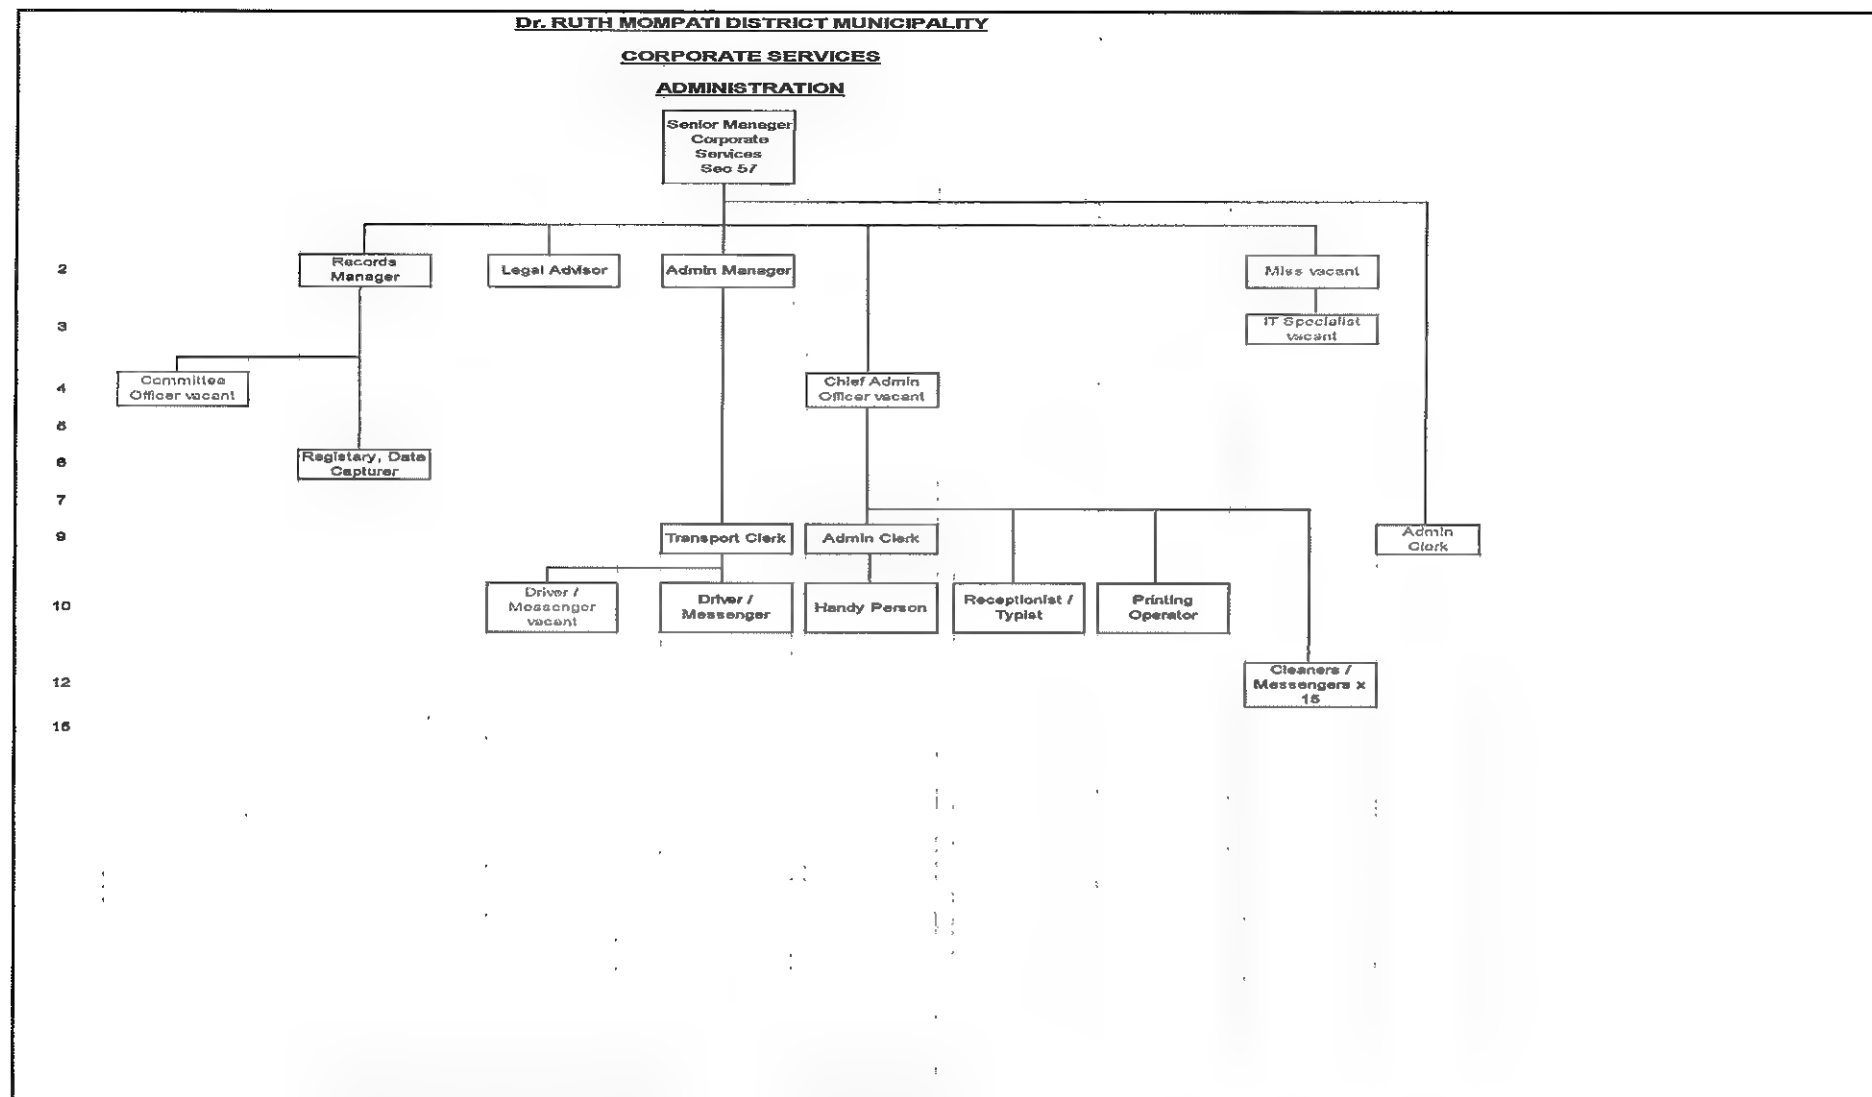 Dr. RUTH MOMPATI DISTRICT MUNICIPALITY
CORPORATE SERVICES
ADMINISTRATION
Senior Manager
Corporate
Services
Sec 57
2
Records
Manager
Legal Advisor
Admin Manager
Miss vacant
3
IT Specialist
vacant
4
Committee
Officer vacant
Chief Admin
Officer vacant
5
6
Registary, Data
Capturer
7
9
Transport Clerk
Admin Clerk
Admin
Clerk
10
Driver /
Messenger
vacant
Driver /
Messenger
Handy Person
Receptionist /
Typist
Printing
Operator
12
Cleaners /
Messengers x
15
15